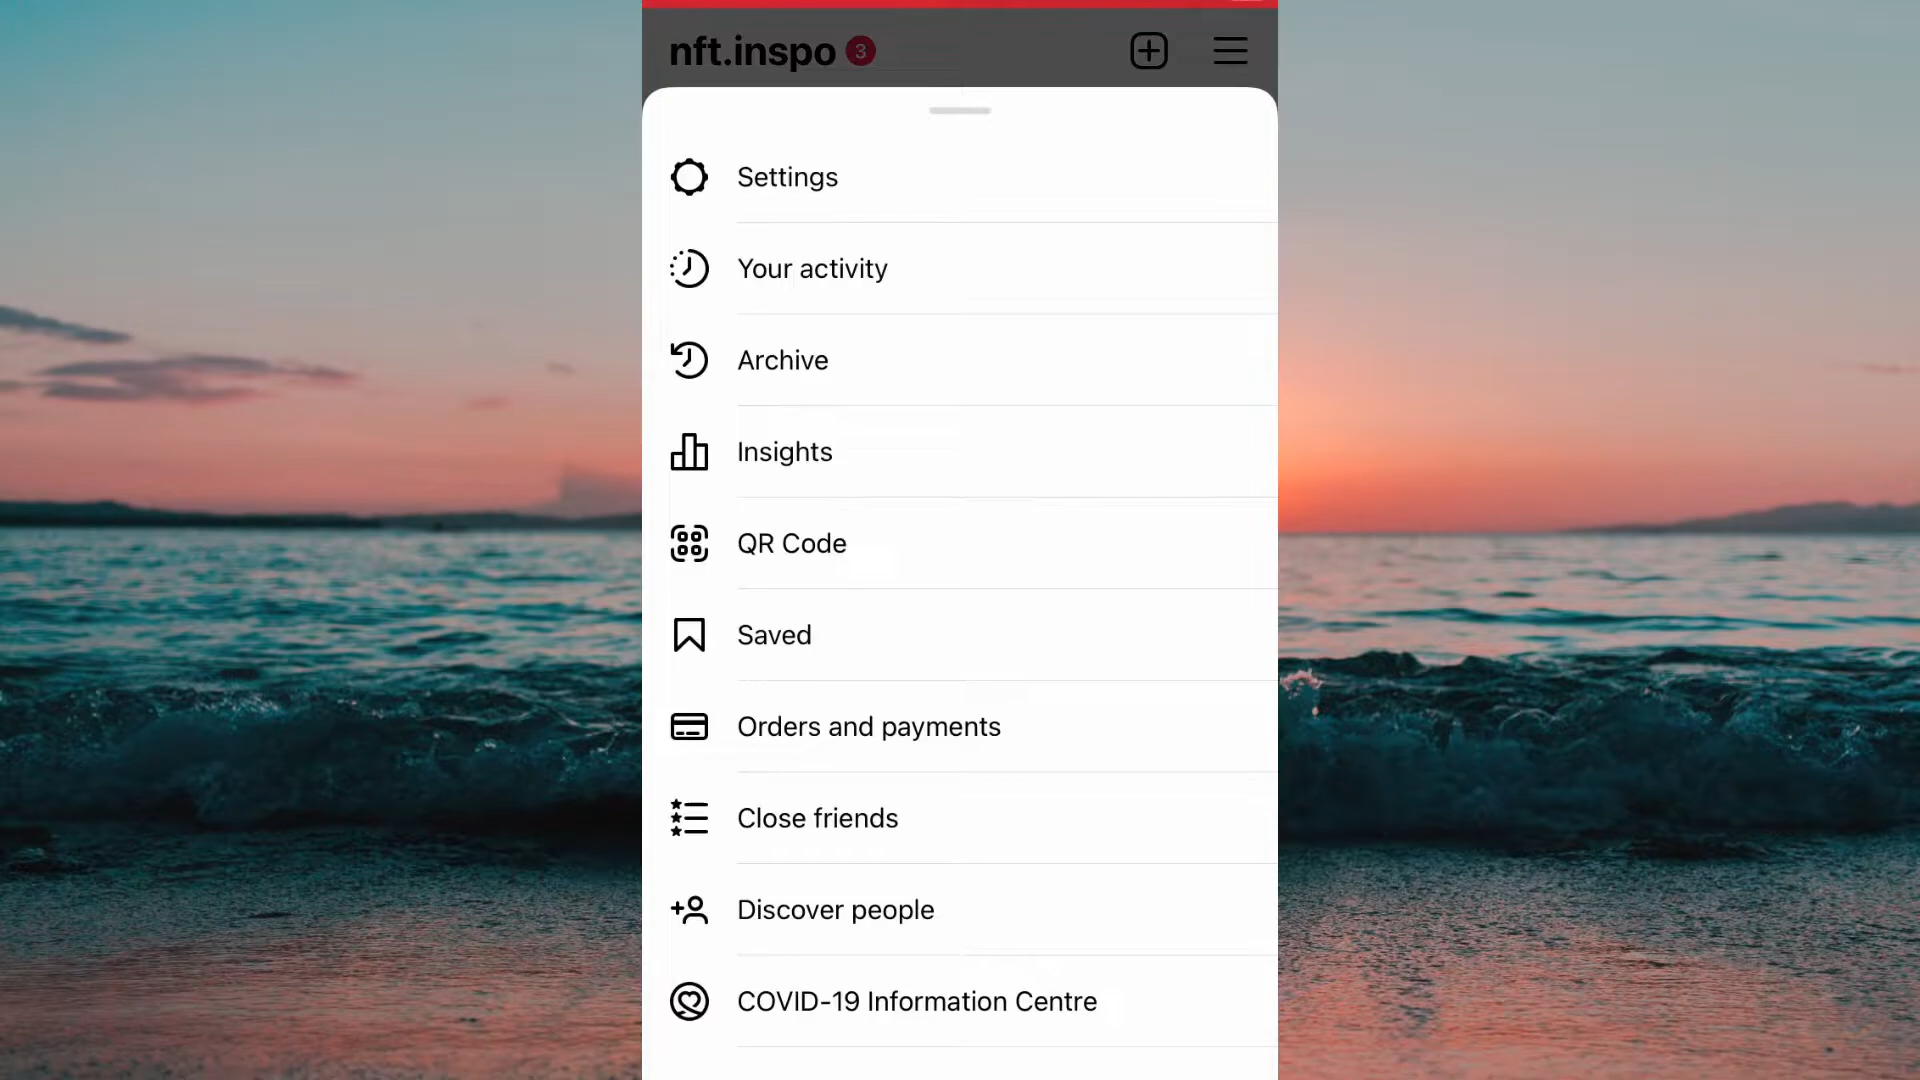 nft.inspo 3
Settings
Your activity
Archive
Insights
QR Code
Saved
Orders and payments
Close friends
Discover people
COVID-19 Information Centre